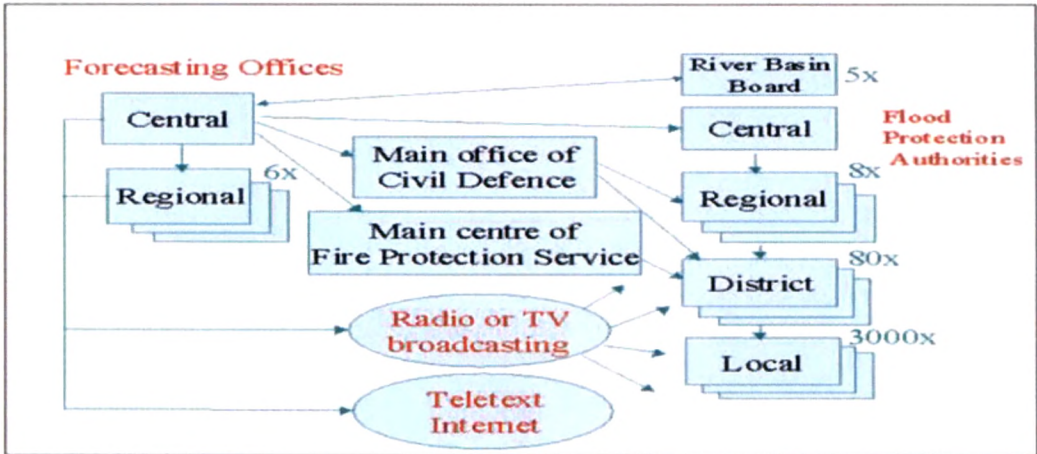 Forecasting Offices
Central
6x
Regional
Main office of
Civil Defence
Main centre of
Fire Protection Service
Radio or TV
broadcasting
Teletext
Internet
River Basin
Board
5x
Central
Flood
Protection
Authorities
8x
Regional
80x
District
3000x
Local